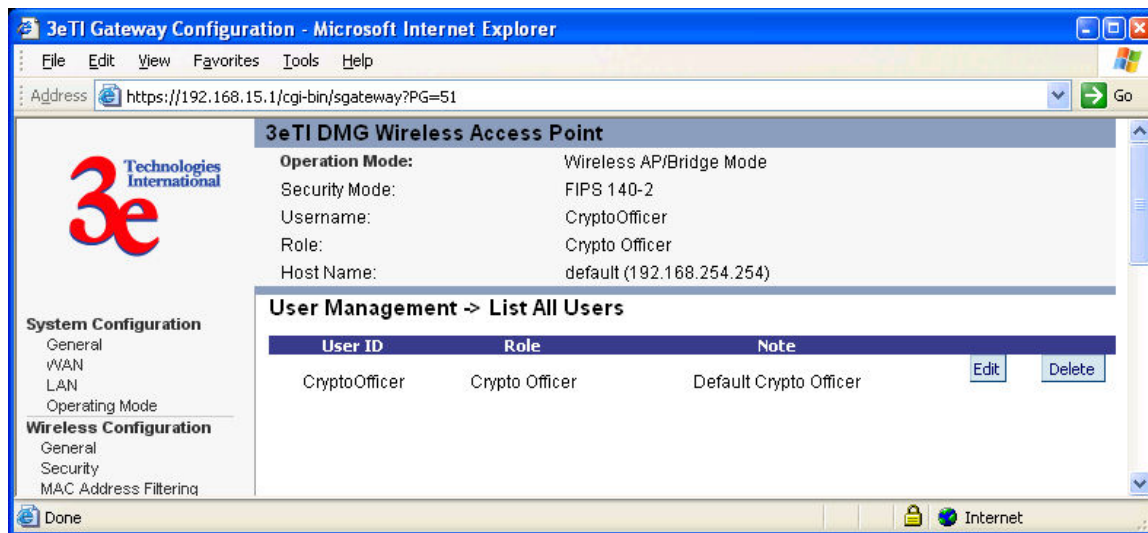 3eTI Gateway Configuration - Microsoft Internet Explorer
File Edit View Favorites Tools Help
Address https://192.168.15.1/cgi-bin/sgateway?PG=51 Go
3e Technologies International
System Configuration
General
WAN
LAN
Operating Mode
Wireless Configuration
General
Security
MAC Address Filtering
3eTI DMG Wireless Access Point
Operation Mode: Wireless AP/Bridge Mode
Security Mode: FIPS 140-2
Username: CryptoOfficer
Role: Crypto Officer
Host Name: default (192.168.254.254)
User Management -> List All Users
User ID Role Note
CryptoOfficer Crypto Officer Default Crypto Officer Edit Delete
Done Internet